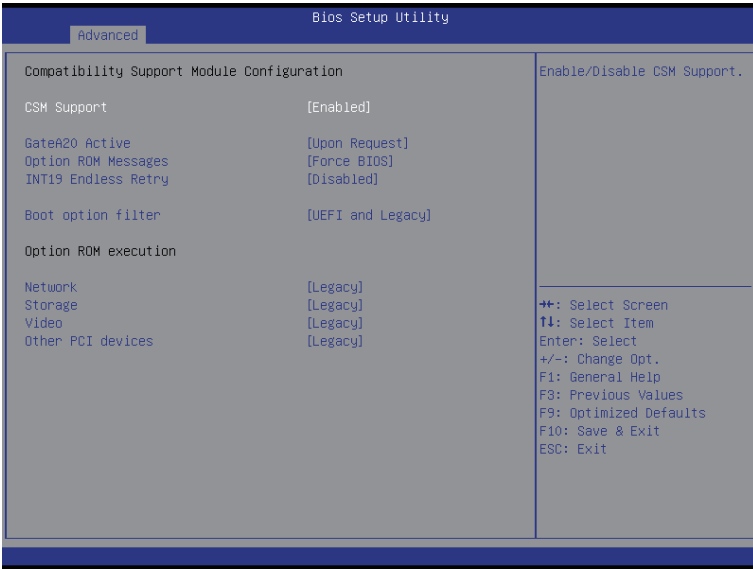 Bios Setup Utility
Advanced
Compatibility Support Module Configuration
CSM Support [Enabled]
GateA20 Active [Upon Request]
Option ROM Messages [Force BIOS]
INT19 Endless Retry [Disabled]
Boot option filter [UEFI and Legacy]
Option ROM execution
Network [Legacy]
Storage [Legacy]
Video [Legacy]
Other PCI devices [Legacy]
Enable/Disable CSM Support.
→←: Select Screen
↑↓: Select Item
Enter: Select
+/-: Change Opt.
F1: General Help
F3: Previous Values
F9: Optimized Defaults
F10: Save & Exit
ESC: Exit